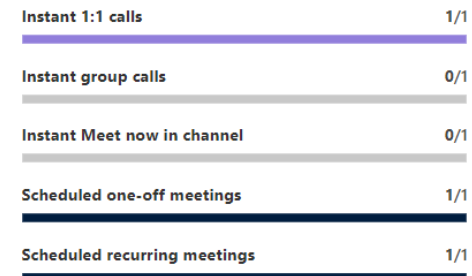 Instant 1:1 calls 1/1
Instant group calls 0/1
Instant Meet now in channel 0/1
Scheduled one-off meetings 1/1
Scheduled recurring meetings 1/1